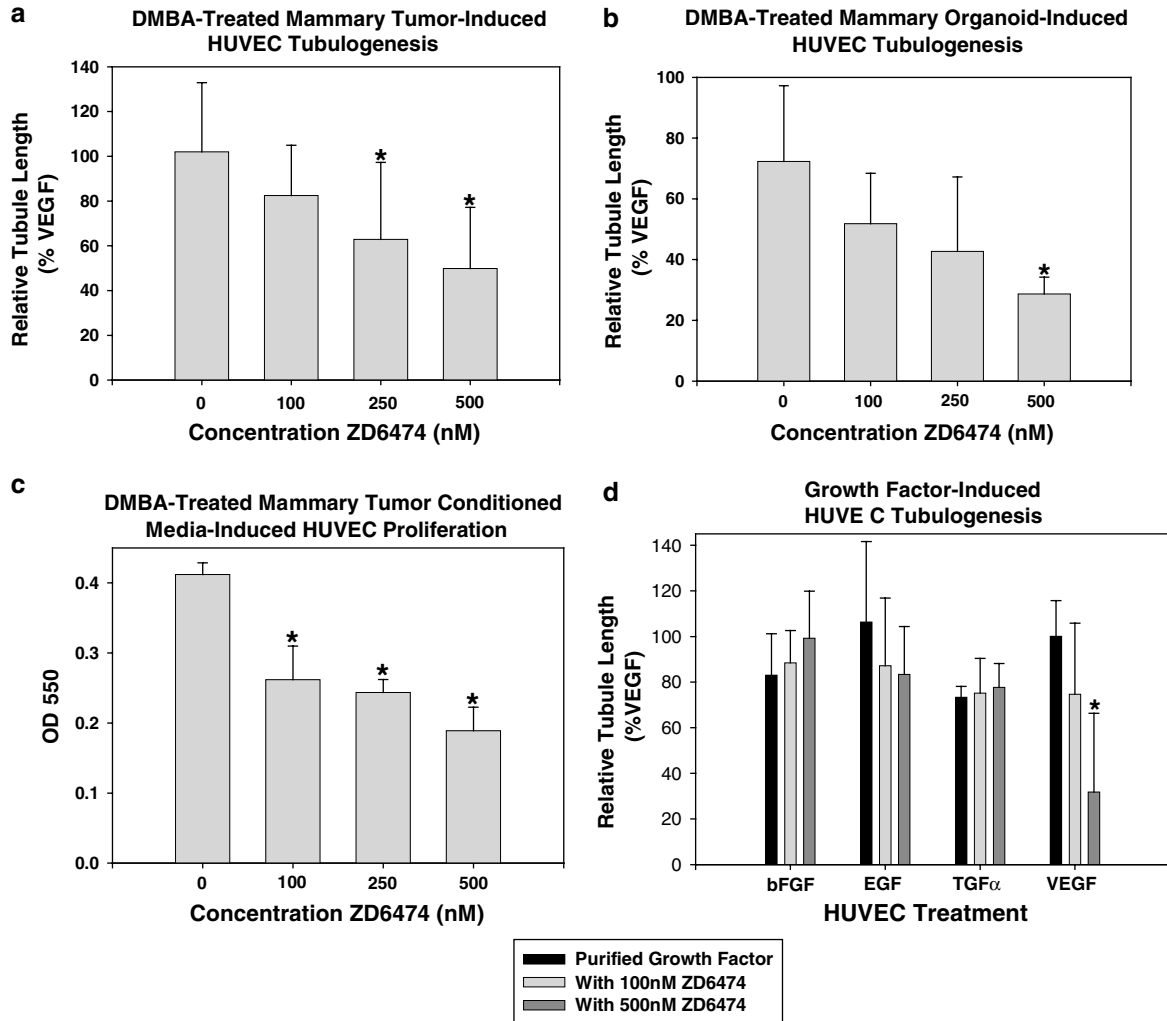 a
DMBA-Treated Mammary Tumor-Induced
HUVEC Tubulogenesis
Relative Tubule Length
(% VEGF)
140
120
100
80
60
40
20
0
*
*
0 100 250 500
Concentration ZD6474 (nM)
b
DMBA-Treated Mammary Organoid-Induced
HUVEC Tubulogenesis
Relative Tubule Length
(% VEGF)
100
80
60
40
20
0
*
0 100 250 500
Concentration ZD6474 (nM)
c
DMBA-Treated Mammary Tumor Conditioned
Media-Induced HUVEC Proliferation
OD 550
0.4
0.3
0.2
0.1
0.0
*
*
*
0 100 250 500
Concentration ZD6474 (nM)
d
Growth Factor-Induced
HUVE C Tubulogenesis
Relative Tubule Length
(%VEGF)
140
120
100
80
60
40
20
0
*
bFGF EGF TGFα VEGF
HUVEC Treatment
Purified Growth Factor
With 100nM ZD6474
With 500nM ZD6474